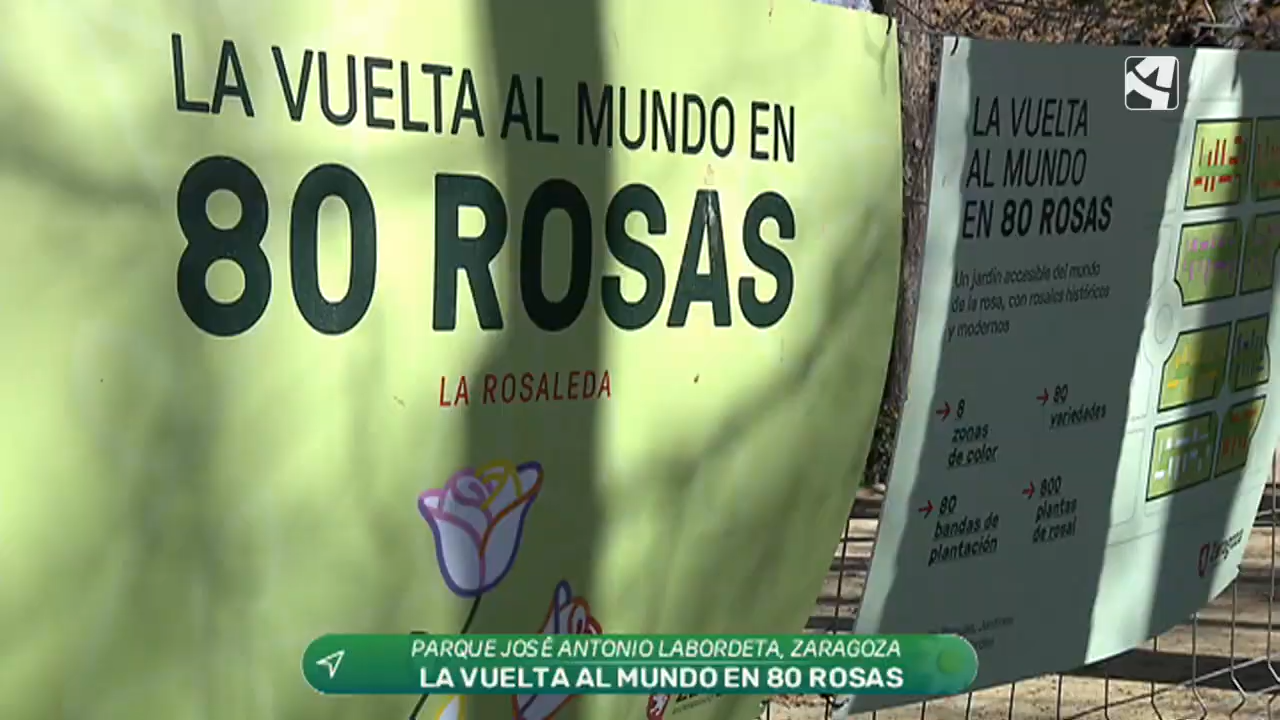 LA VUELTA AL MUNDO EN
80 ROSAS
LA ROSALEDA
LA VUELTA
AL MUNDO
EN 80 ROSAS
Un jardín accesible del mundo
de la rosa, con rosales históricos
y modernos
→ 8
zonas
de color
→ 80
variedades
→ 80
bandas de
plantación
→ 800
plantas
de rosal
Zaragoza
PARQUE JOSÉ ANTONIO LABORDETA, ZARAGOZA
LA VUELTA AL MUNDO EN 80 ROSAS